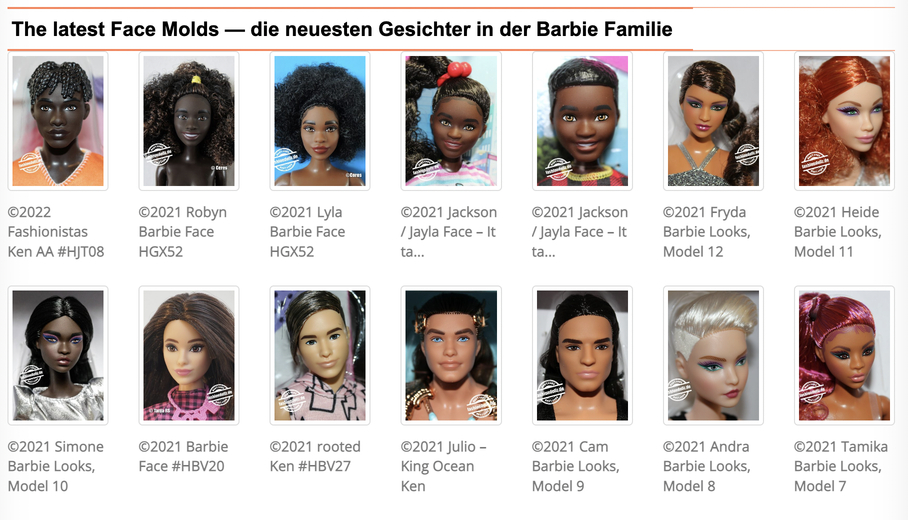 The latest Face Molds — die neuesten Gesichter in der Barbie Familie
©2022
Fashionistas
Ken AA #HJT08
©2021 Robyn
Barbie Face
HGX52
©2021 Lyla
Barbie Face
HGX52
©2021 Jackson
/ Jayla Face – It
ta...
©2021 Jackson
/ Jayla Face – It
ta...
©2021 Fryda
Barbie Looks,
Model 12
©2021 Heide
Barbie Looks,
Model 11
©2021 Simone
Barbie Looks,
Model 10
©2021 Barbie
Face #HBV20
©2021 rooted
Ken #HBV27
©2021 Julio –
King Ocean
Ken
©2021 Cam
Barbie Looks,
Model 9
©2021 Andra
Barbie Looks,
Model 8
©2021 Tamika
Barbie Looks,
Model 7